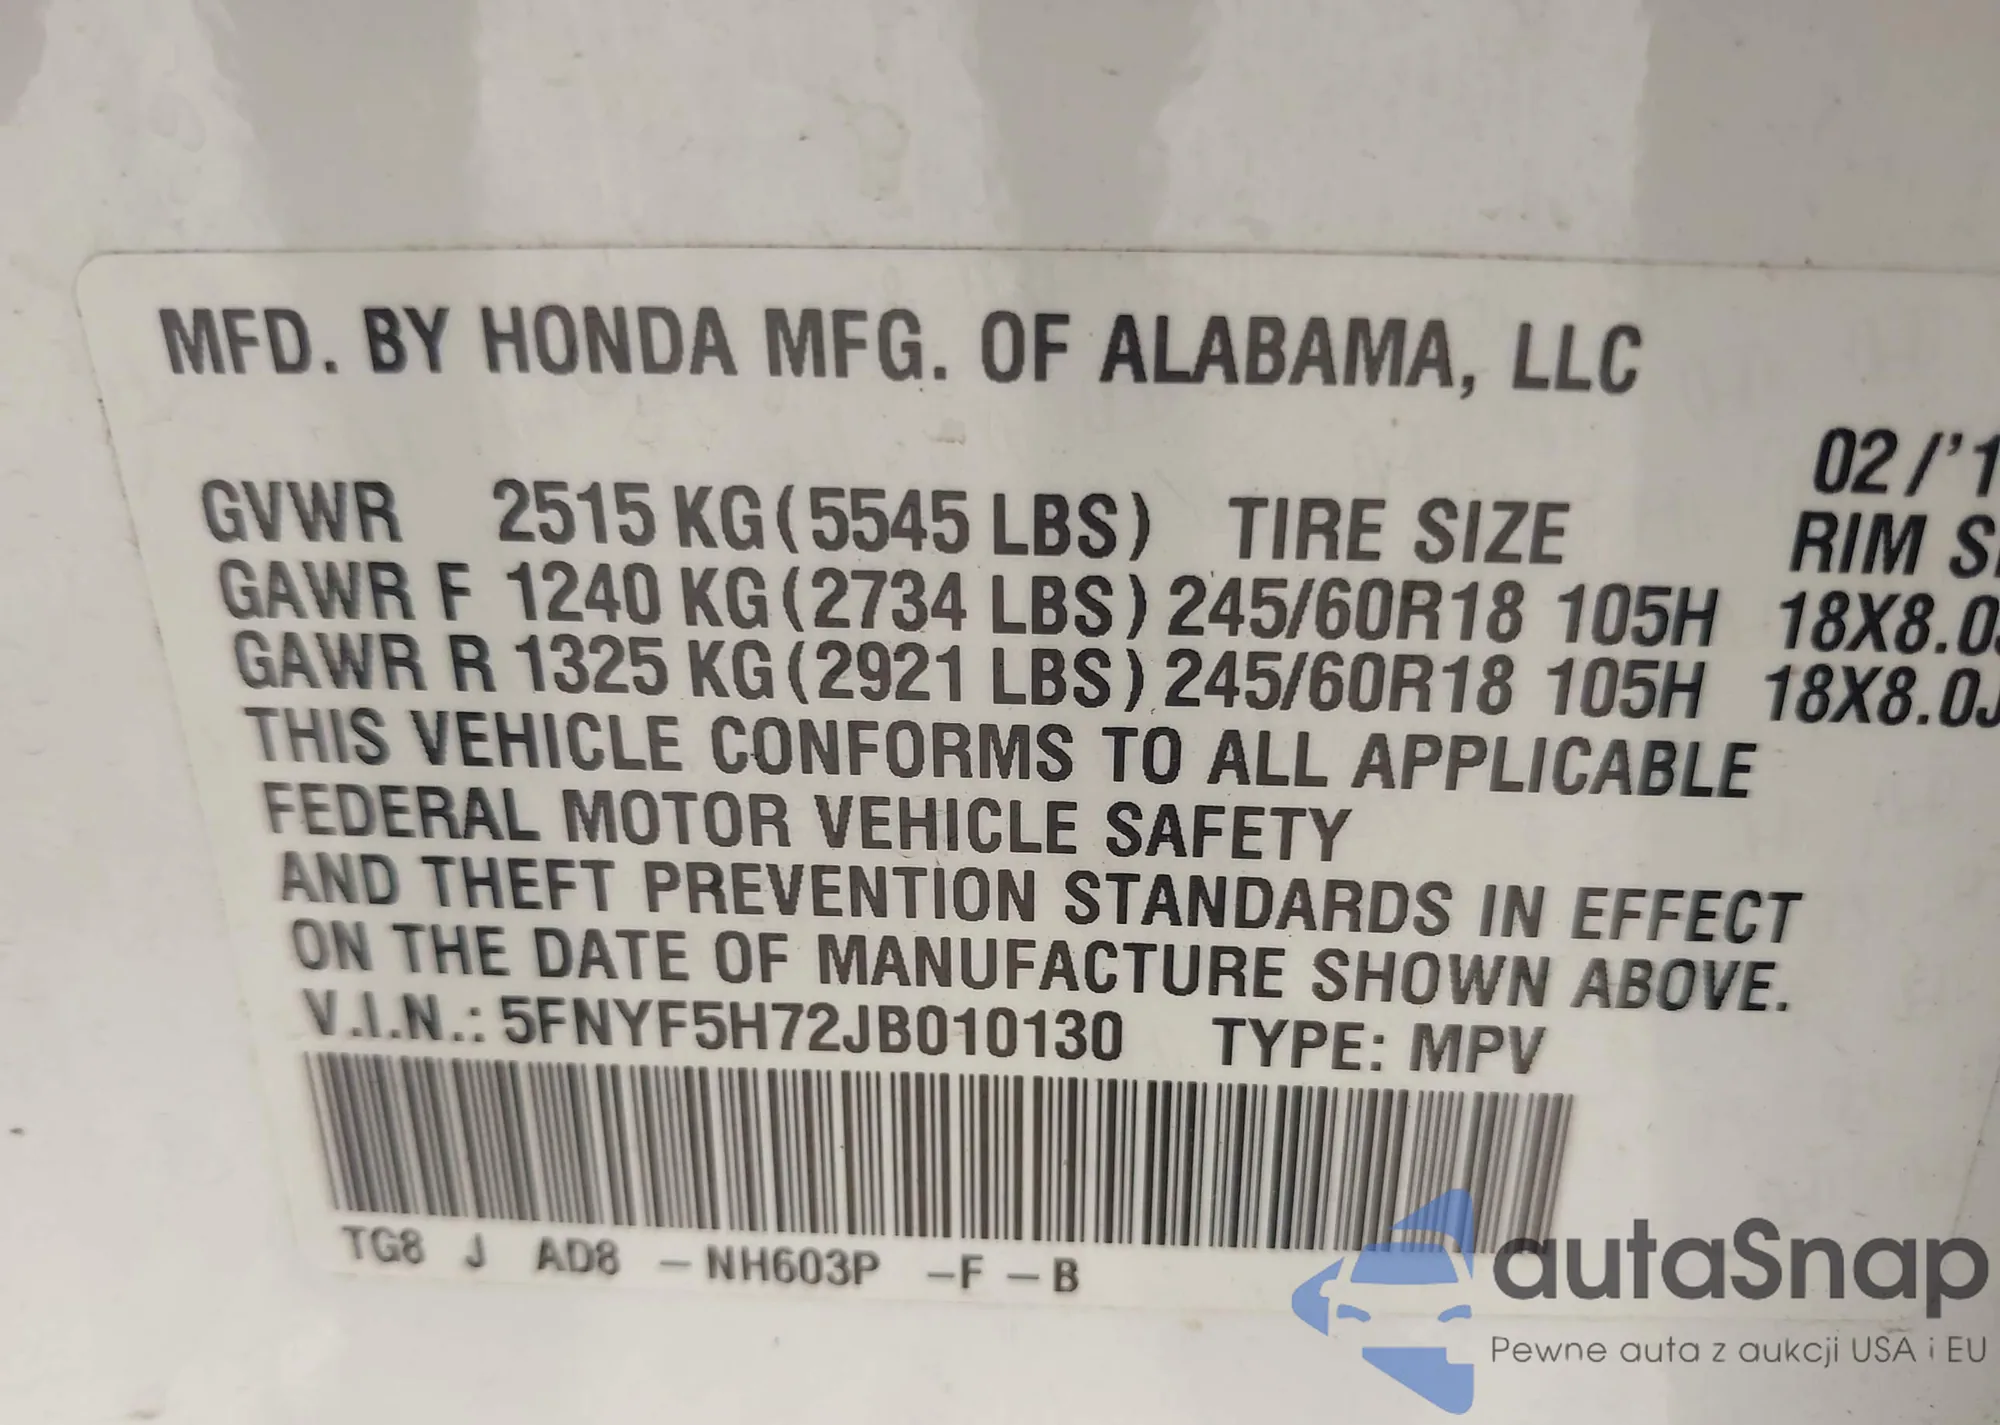 MFD. BY HONDA MFG. OF ALABAMA, LLC
02/'1
GVWR 2515 KG (5545 LBS) TIRE SIZE RIM S
GAWR F 1240 KG (2734 LBS) 245/60R18 105H 18X8.0J
GAWR R 1325 KG (2921 LBS) 245/60R18 105H 18X8.0J
THIS VEHICLE CONFORMS TO ALL APPLICABLE
FEDERAL MOTOR VEHICLE SAFETY
AND THEFT PREVENTION STANDARDS IN EFFECT
ON THE DATE OF MANUFACTURE SHOWN ABOVE.
V.I.N.: 5FNYF5H72JB010130 TYPE: MPV
TG8 J AD8 - NH603P - F - B
autaSnap
Pewne auta z aukcji USA i EU